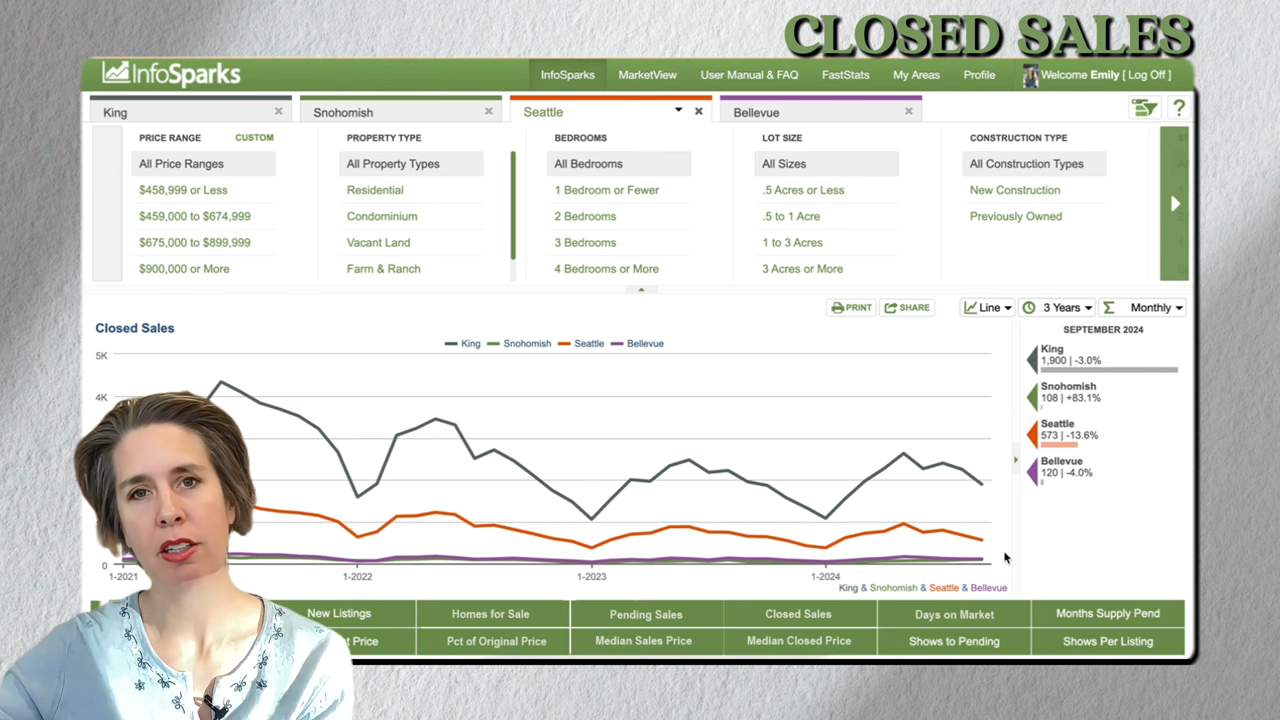 CLOSED SALES
InfoSparks
InfoSparks MarketView User Manual & FAQ FastStats My Areas Profile Welcome Emily [ Log Off ]
King × Snohomish × Seattle × Bellevue × ?
PRICE RANGE CUSTOM PROPERTY TYPE BEDROOMS LOT SIZE CONSTRUCTION TYPE
All Price Ranges All Property Types All Bedrooms All Sizes All Construction Types
$458,999 or Less Residential 1 Bedroom or Fewer .5 Acres or Less New Construction
$459,000 to $674,999 Condominium 2 Bedrooms .5 to 1 Acre Previously Owned
$675,000 to $899,999 Vacant Land 3 Bedrooms 1 to 3 Acres
$900,000 or More Farm & Ranch 4 Bedrooms or More 3 Acres or More
PRINT SHARE Line 3 Years Σ Monthly
Closed Sales
King Snohomish Seattle Bellevue
5K
4K
0
1-2021 1-2022 1-2023 1-2024
King & Snohomish & Seattle & Bellevue
SEPTEMBER 2024
King
1,900 | -3.0%
Snohomish
108 | +83.1%
Seattle
573 | -13.6%
Bellevue
120 | -4.0%
New Listings Homes for Sale Pending Sales Closed Sales Days on Market Months Supply Pend
Price Pct of Original Price Median Sales Price Median Closed Price Shows to Pending Shows Per Listing